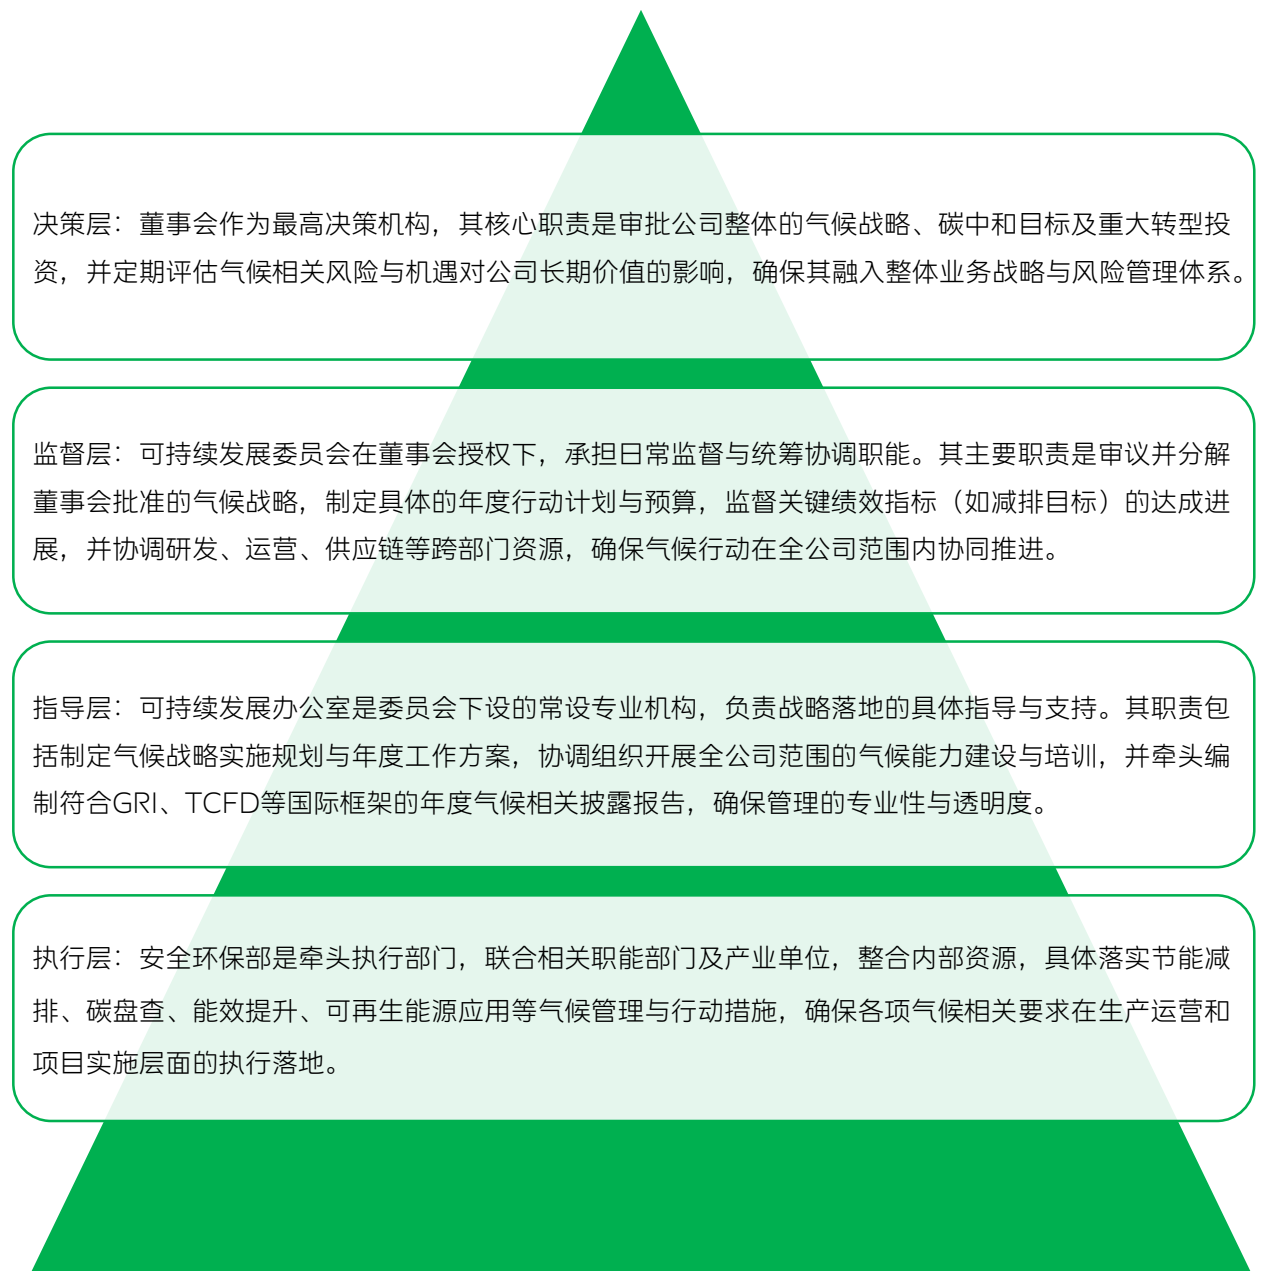 决策层：董事会作为最高决策机构，其核心职责是审批公司整体的气候战略、碳中和目标及重大转型投
资，并定期评估气候相关风险与机遇对公司长期价值的影响，确保其融入整体业务战略与风险管理体系。
监督层：可持续发展委员会在董事会授权下，承担日常监督与统筹协调职能。其主要职责是审议并分解
董事会批准的气候战略，制定具体的年度行动计划与预算，监督关键绩效指标（如减排目标）的达成进
展，并协调研发、运营、供应链等跨部门资源，确保气候行动在全公司范围内协同推进。
指导层：可持续发展办公室是委员会下设的常设专业机构，负责战略落地的具体指导与支持。其职责包
括制定气候战略实施规划与年度工作方案，协调组织开展全公司范围的气候能力建设与培训，并牵头编
制符合GRI、TCFD等国际框架的年度气候相关披露报告，确保管理的专业性与透明度。
执行层：安全环保部是牵头执行部门，联合相关职能部门及产业单位，整合内部资源，具体落实节能减
排、碳盘查、能效提升、可再生能源应用等气候管理与行动措施，确保各项气候相关要求在生产运营和
项目实施层面的执行落地。